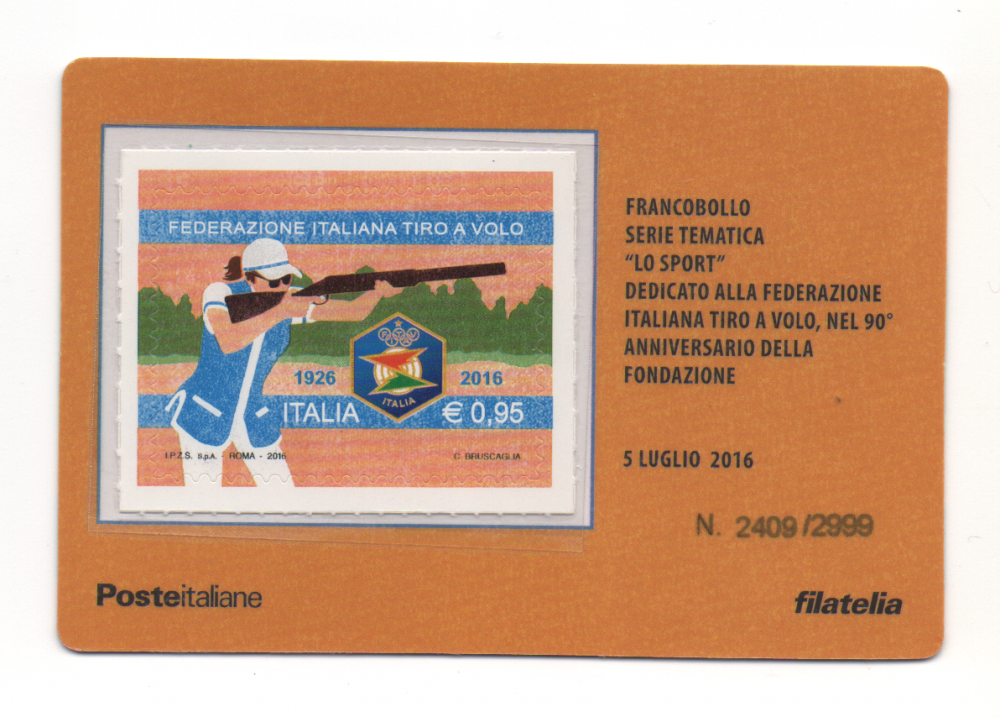 FEDERAZIONE ITALIANA TIRO A VOLO
1926
2016
FITAV
ITALIA
ITALIA
€ 0,95
I.P.Z.S. S.p.A. - ROMA - 2016
C. BRUSCAGLIA
FRANCOBOLLO
SERIE TEMATICA
“LO SPORT”
DEDICATO ALLA FEDERAZIONE
ITALIANA TIRO A VOLO, NEL 90°
ANNIVERSARIO DELLA
FONDAZIONE
5 LUGLIO 2016
N. 2409/2999
Posteitaliane
filatelia